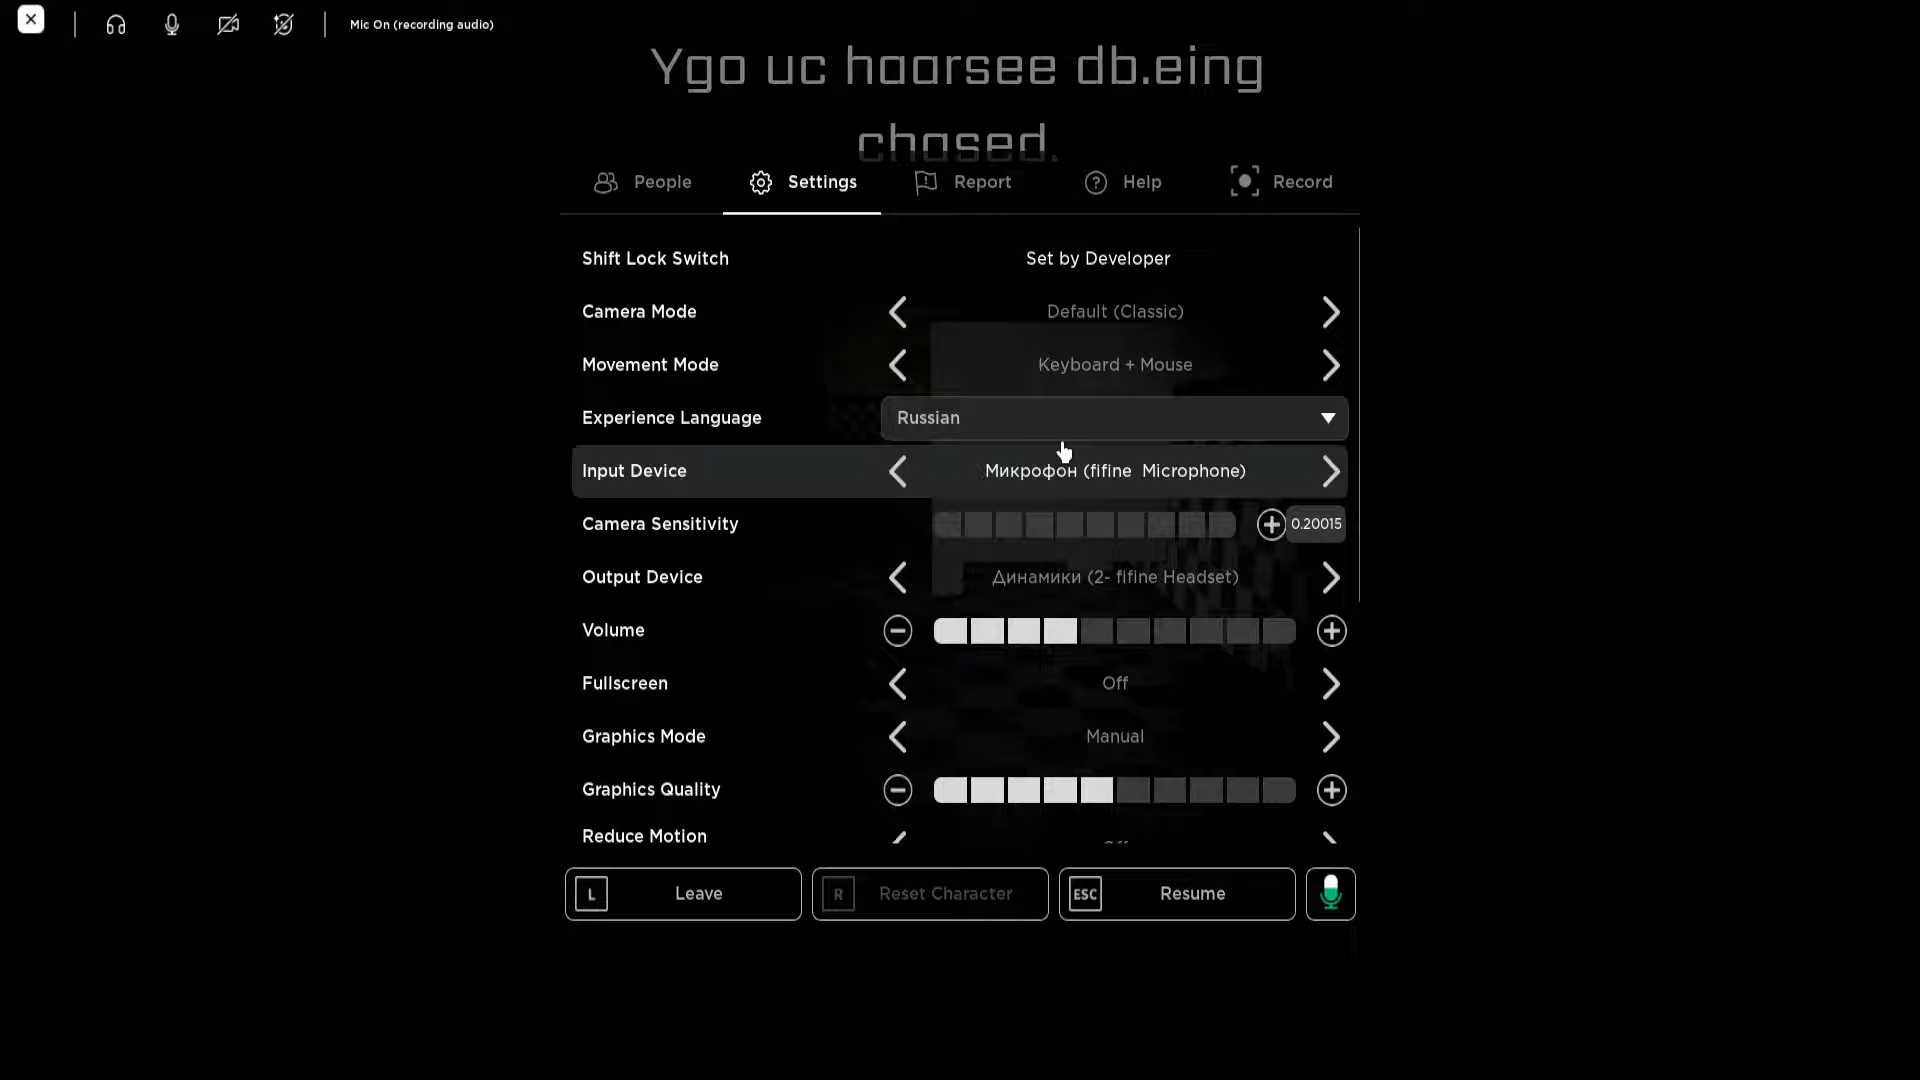 Mic On (recording audio)
Ygo uc haarsee db.eing
chased.
People Settings Report Help Record
Shift Lock Switch Set by Developer
Camera Mode Default (Classic)
Movement Mode Keyboard + Mouse
Experience Language Russian
Input Device Микрофон (fifine Microphone)
Camera Sensitivity 0.20015
Output Device Динамики (2- fifine Headset)
Volume
Fullscreen Off
Graphics Mode Manual
Graphics Quality
Reduce Motion Off
L Leave R Reset Character ESC Resume